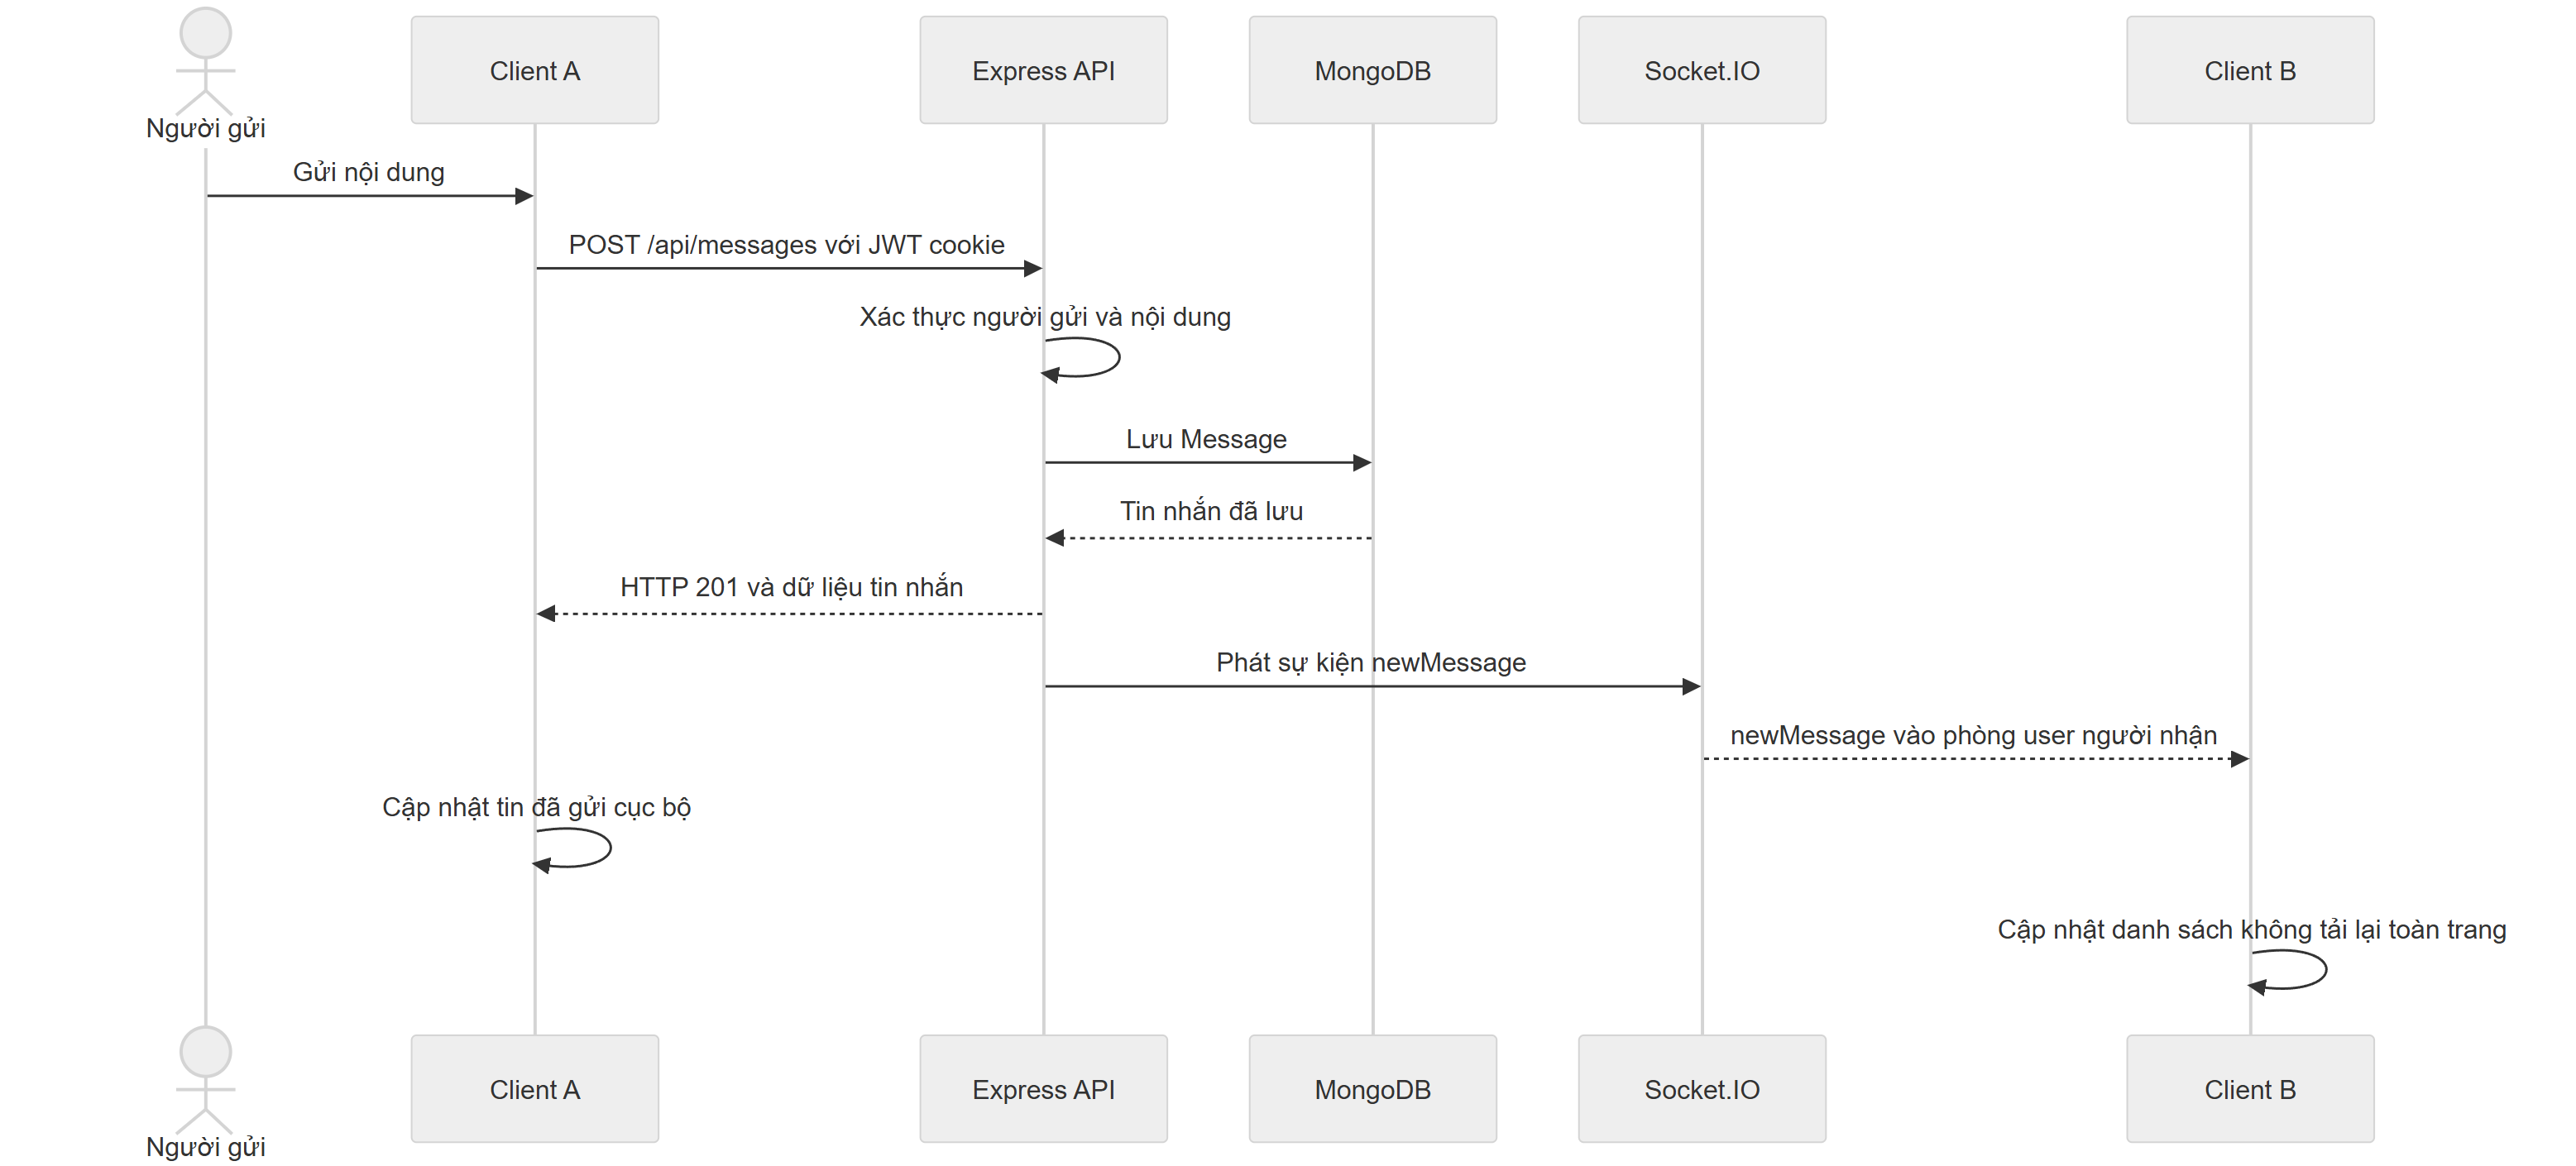 Người gửi
Client A
Express API
MongoDB
Socket.IO
Client B
Gửi nội dung
POST /api/messages với JWT cookie
Xác thực người gửi và nội dung
Lưu Message
Tin nhắn đã lưu
HTTP 201 và dữ liệu tin nhắn
Phát sự kiện newMessage
newMessage vào phòng user người nhận
Cập nhật tin đã gửi cục bộ
Cập nhật danh sách không tải lại toàn trang
Người gửi
Client A
Express API
MongoDB
Socket.IO
Client B